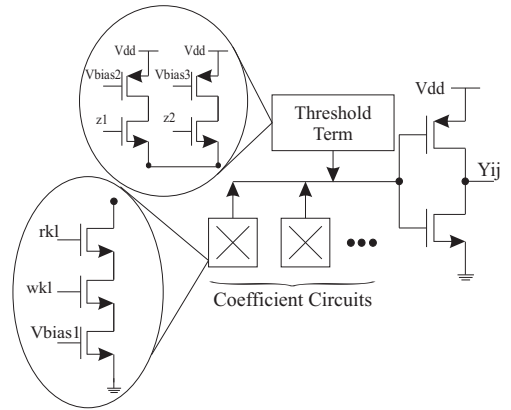 Vdd Vdd
Vbias2 Vbias3
z1 z2
Threshold
Term
Vdd
Yij
rkl
wkl
Vbias1
Coefficient Circuits